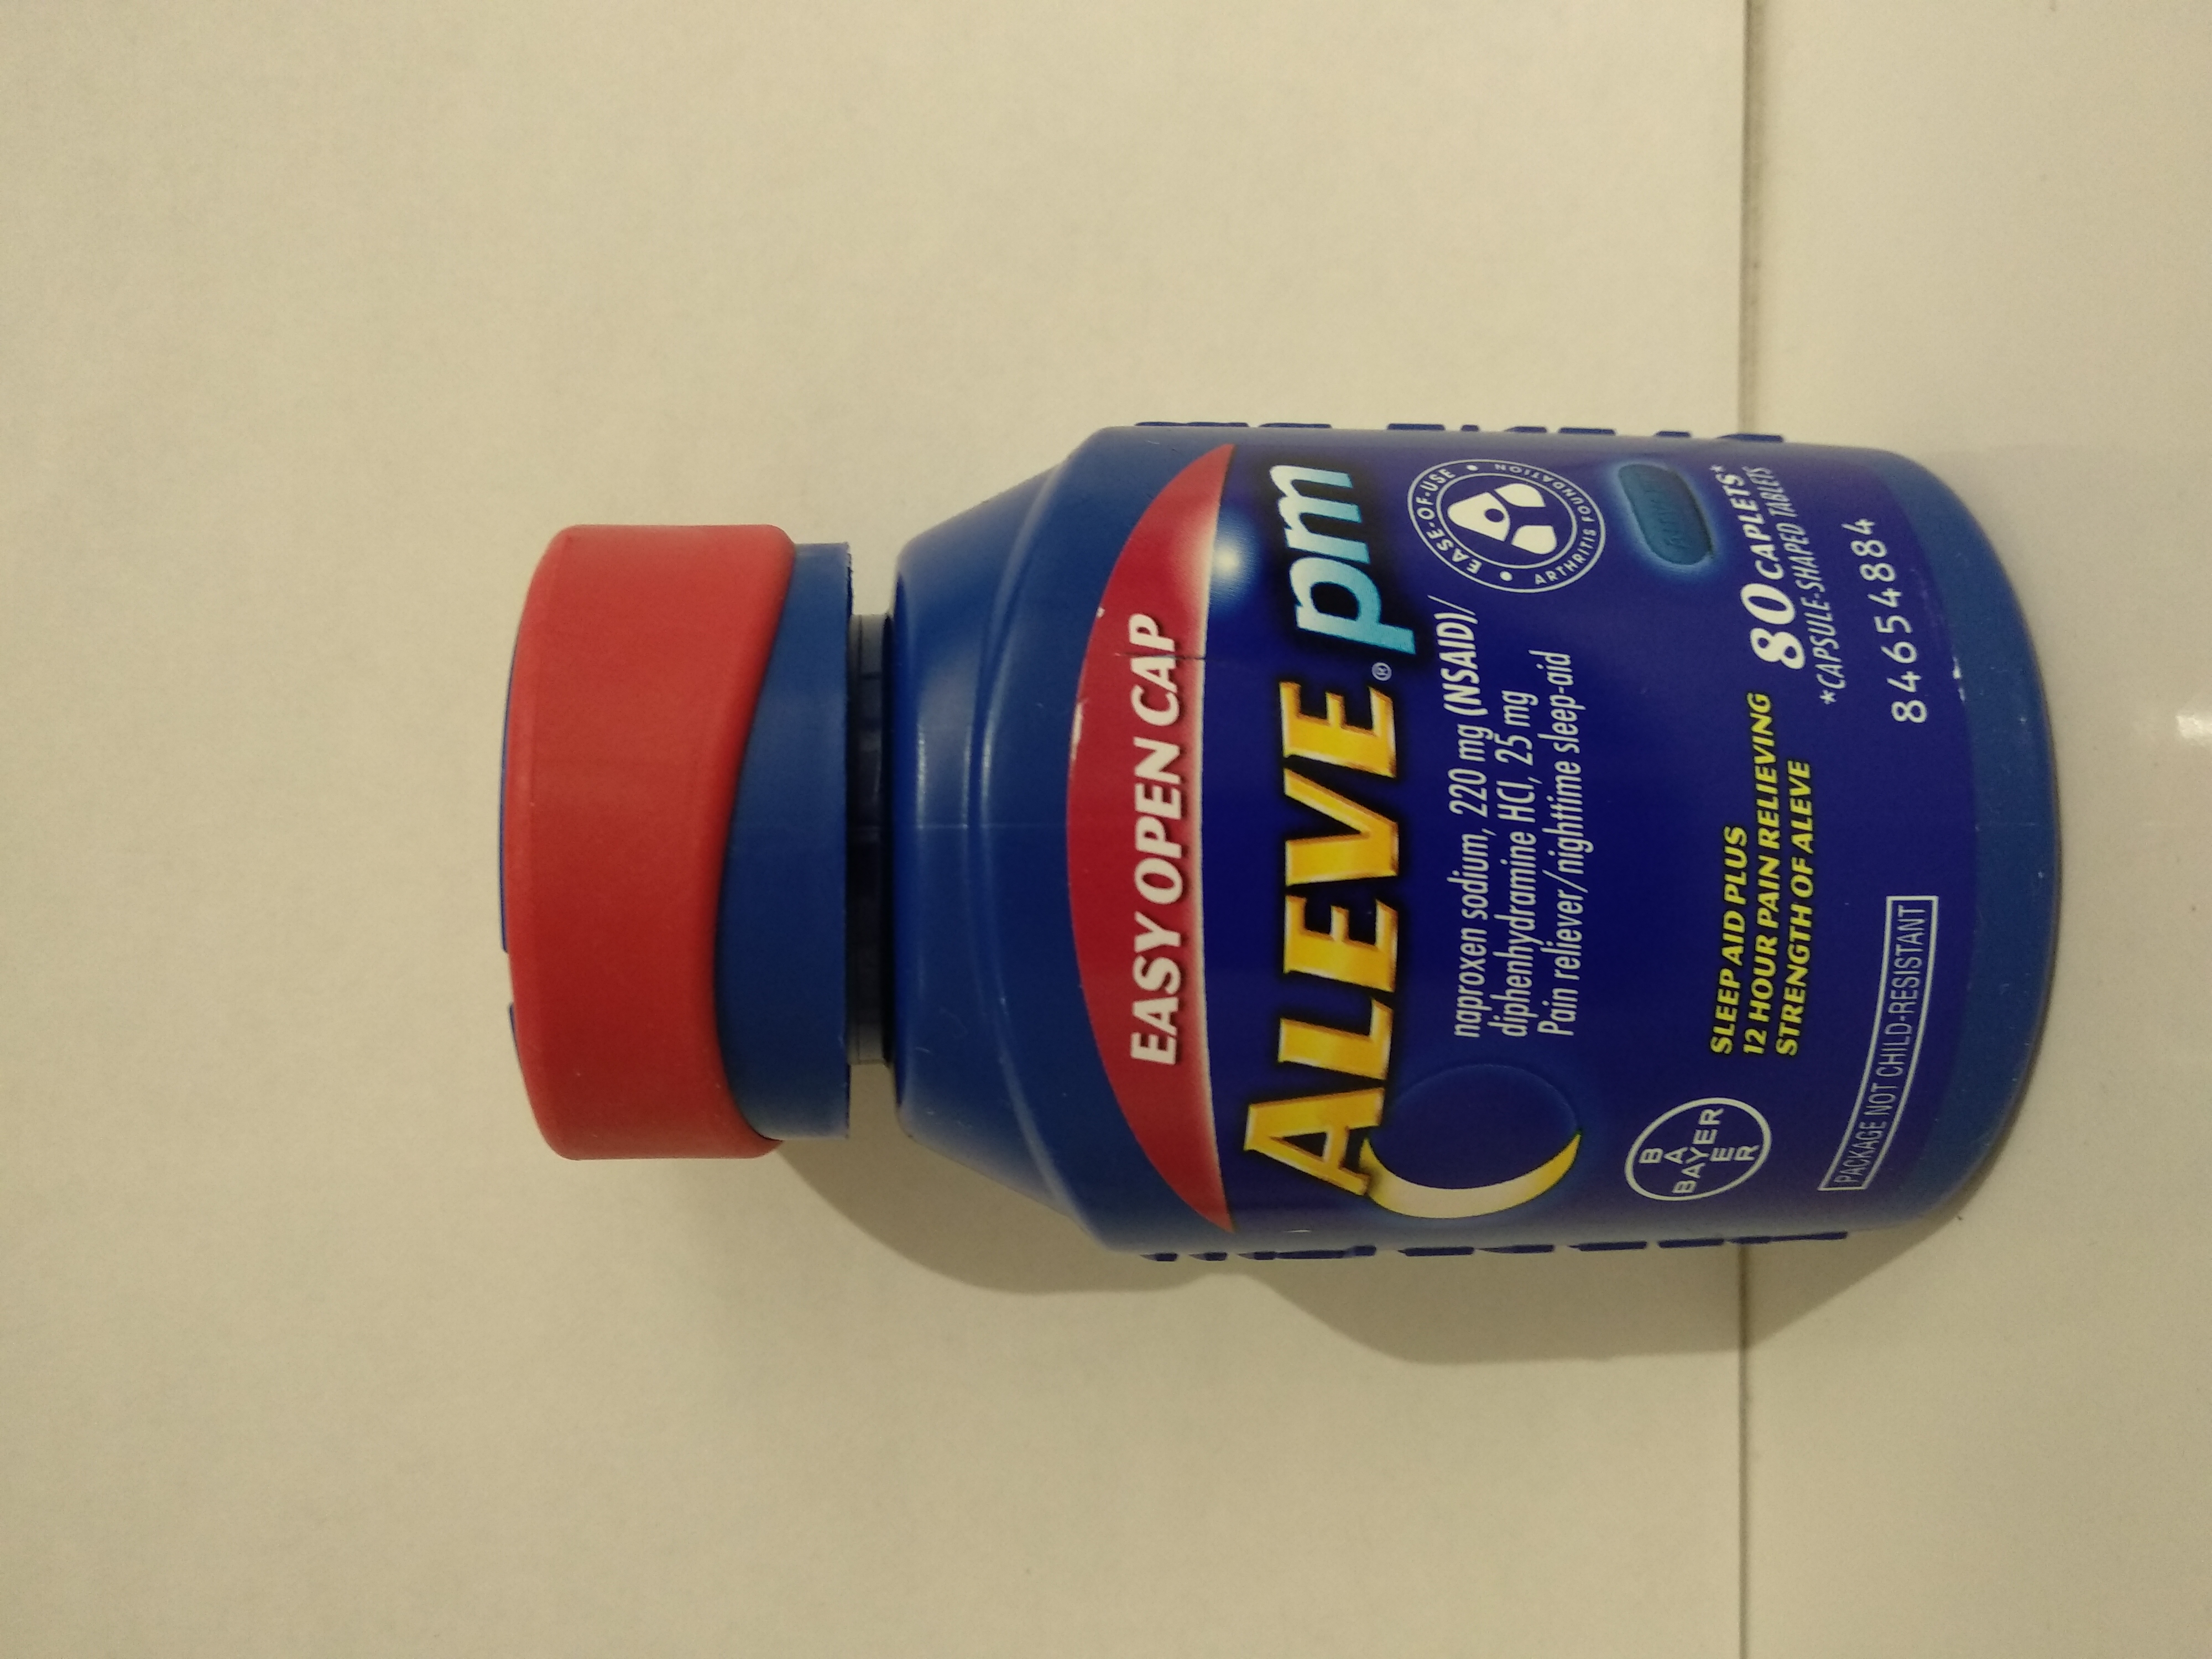 EASY OPEN CAP
ALEVE® pm
naproxen sodium, 220 mg (NSAID)/
diphenhydramine HCl, 25 mg
Pain reliever/nighttime sleep-aid
EASE-OF-USE
ARTHRITIS FOUNDATION
BAYER
BAYER
SLEEP AID PLUS
12 HOUR PAIN RELIEVING
STRENGTH OF ALEVE
80 CAPLETS*
*CAPSULE-SHAPED TABLETS
PACKAGE NOT CHILD-RESISTANT
84654884